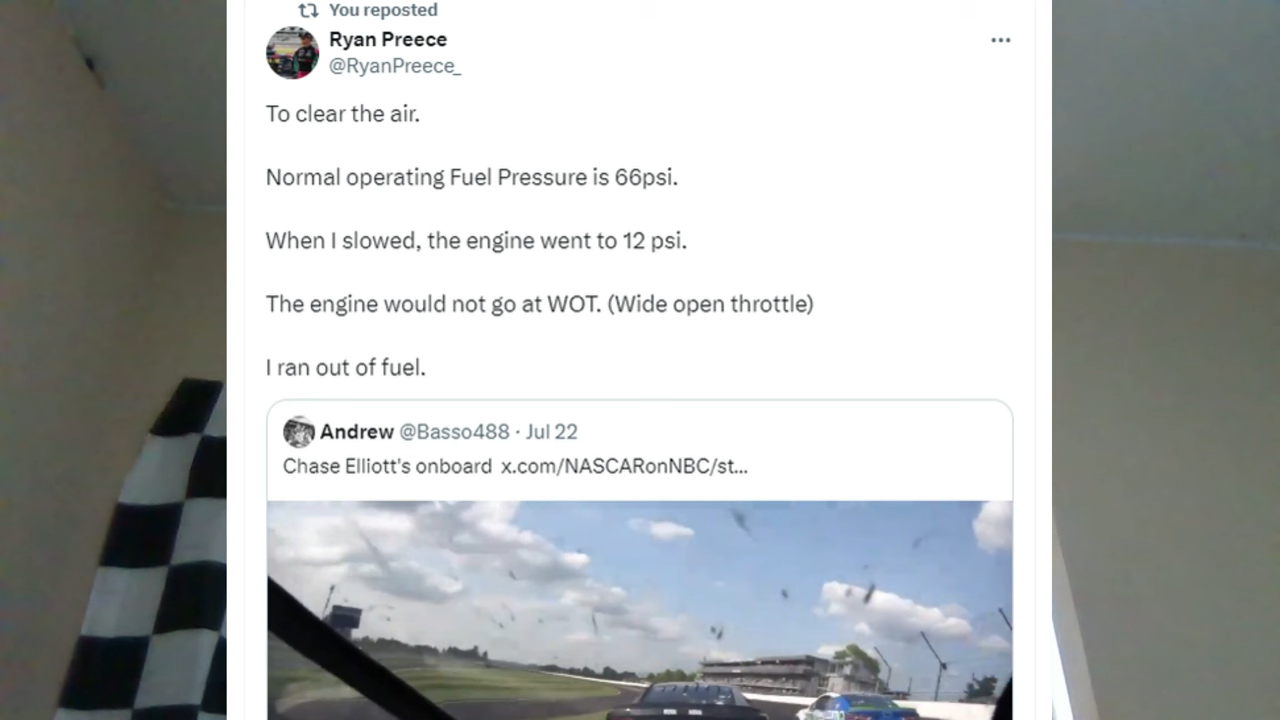 You reposted
Ryan Preece
@RyanPreece_
To clear the air.
Normal operating Fuel Pressure is 66psi.
When I slowed, the engine went to 12 psi.
The engine would not go at WOT. (Wide open throttle)
I ran out of fuel.
Andrew @Basso488 · Jul 22
Chase Elliott's onboard x.com/NASCARonNBC/st...